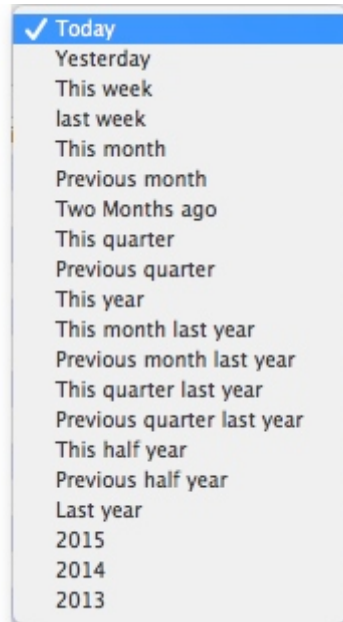 Today
Yesterday
This week
last week
This month
Previous month
Two Months ago
This quarter
Previous quarter
This year
This month last year
Previous month last year
This quarter last year
Previous quarter last year
This half year
Previous half year
Last year
2015
2014
2013